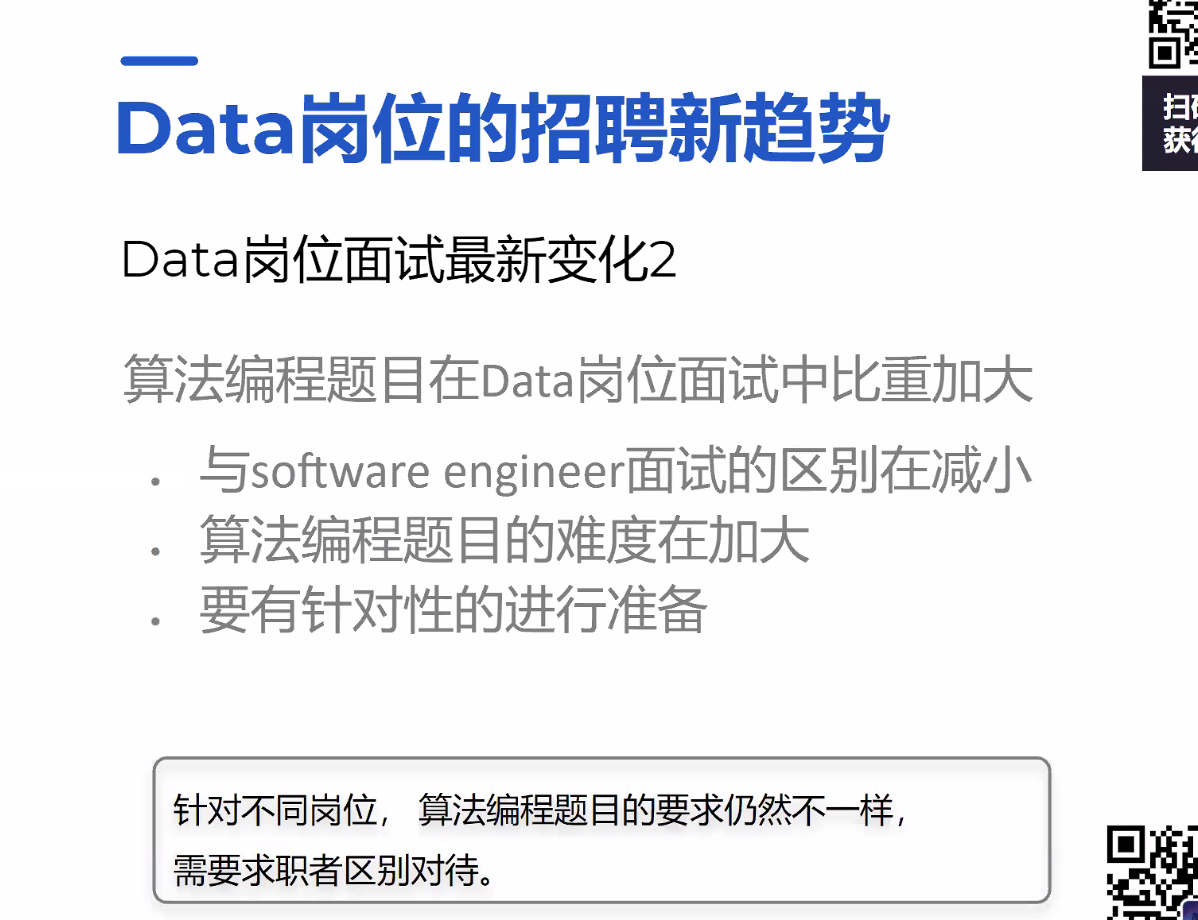 Data岗位的招聘新趋势
扫
获
Data岗位面试最新变化2
算法编程题目在Data岗位面试中比重加大
. 与software engineer面试的区别在减小
. 算法编程题目的难度在加大
. 要有针对性的进行准备
针对不同岗位， 算法编程题目的要求仍然不一样，
需要求职者区别对待。